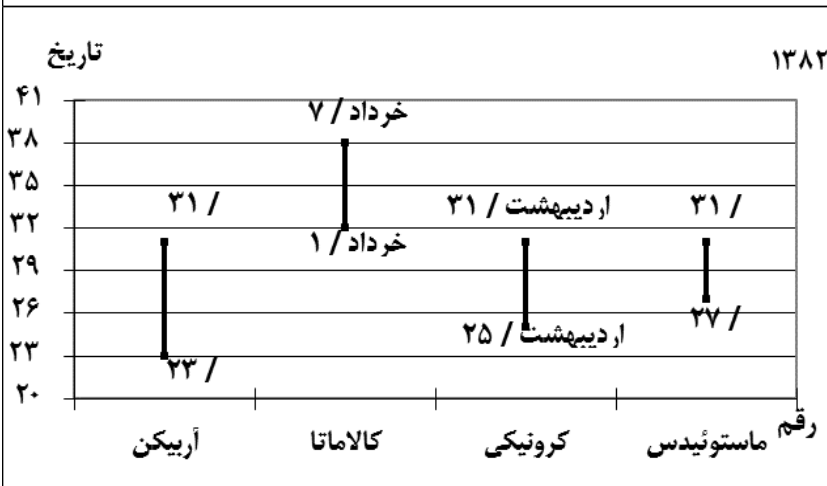 تاریخ
۱۳۸۲
۴۱
۳۸
۳۵
۳۲
۲۹
۲۶
۲۳
۲۰
۷ / خرداد
۳۱ /
۳۱ / اردیبهشت
۳۱ /
۱ / خرداد
۲۷ /
۲۵ / اردیبهشت
۲۳ /
رقم
ماستوئیدس
کرونیکی
کالاماتا
آربیکن